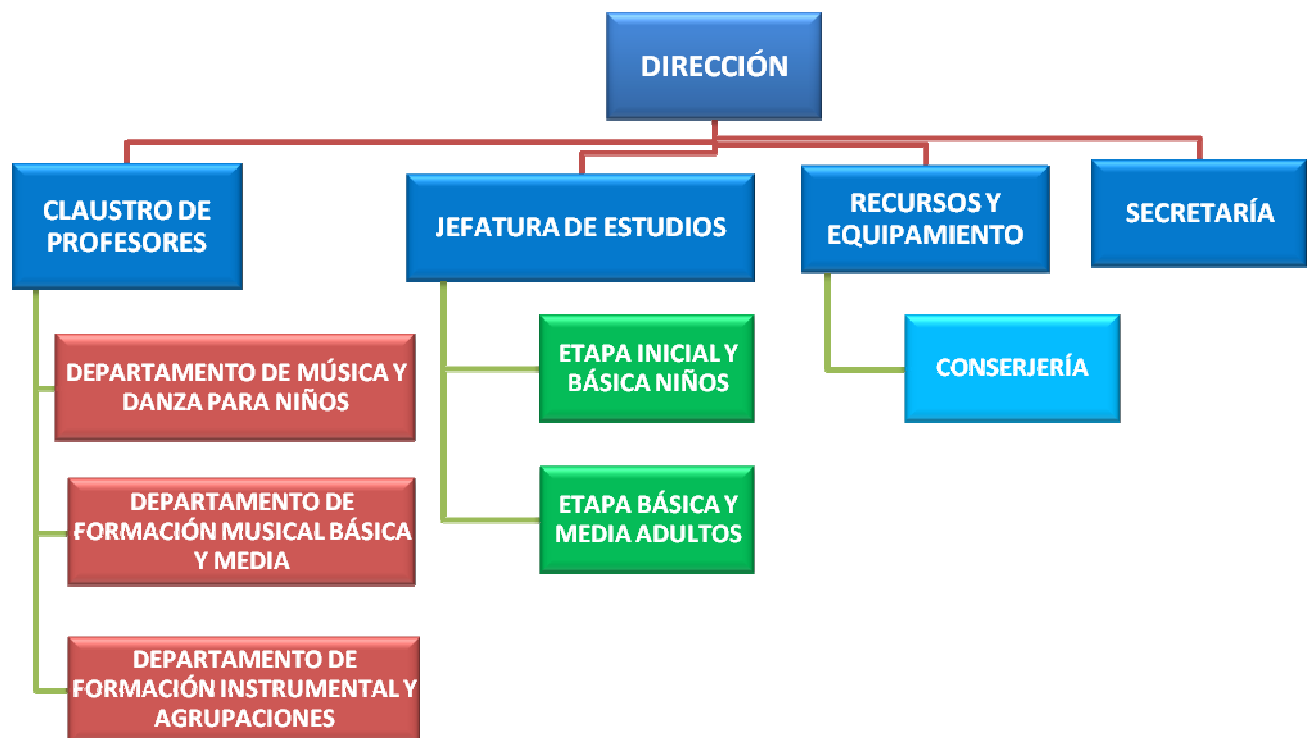 DIRECCIÓN
CLAUSTRO DE
PROFESORES
JEFATURA DE ESTUDIOS
RECURSOS Y
EQUIPAMIENTO
SECRETARÍA
DEPARTAMENTO DE MÚSICA Y
DANZA PARA NIÑOS
DEPARTAMENTO DE
FORMACIÓN MUSICAL BÁSICA
Y MEDIA
DEPARTAMENTO DE
FORMACIÓN INSTRUMENTAL Y
AGRUPACIONES
ETAPA INICIAL Y
BÁSICA NIÑOS
ETAPA BÁSICA Y
MEDIA ADULTOS
CONSERJERÍA